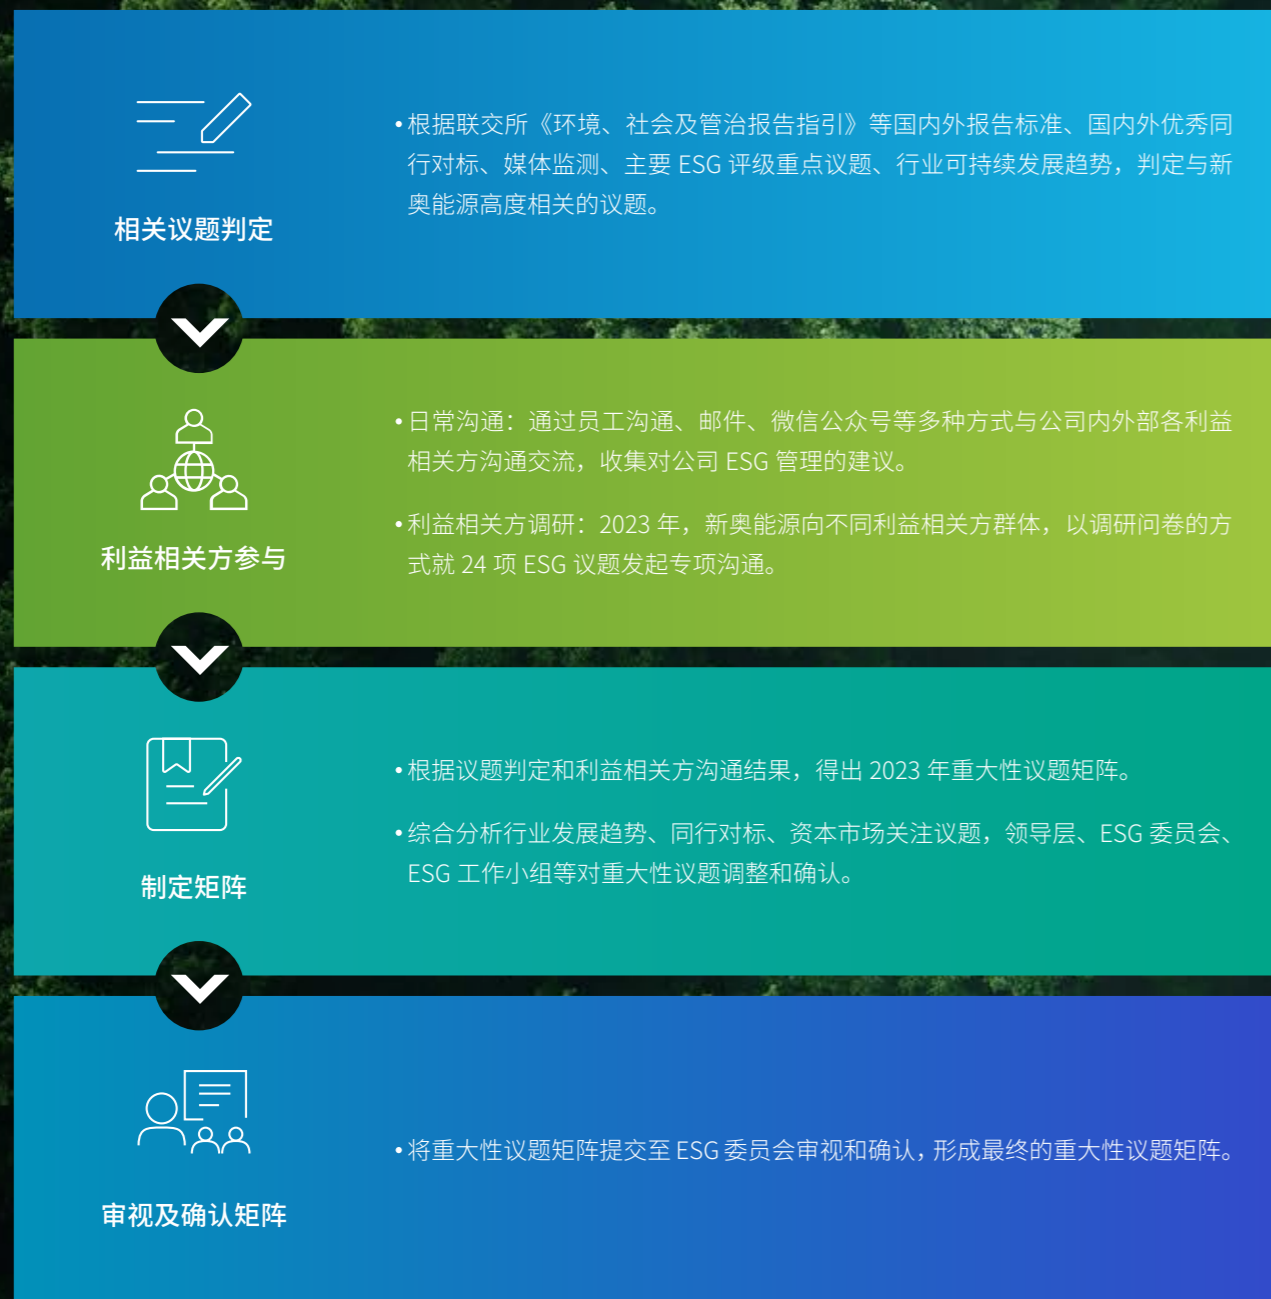 相关议题判定
•根据联交所《环境、社会及管治报告指引》等国内外报告标准、国内外优秀同
行对标、媒体监测、主要 ESG 评级重点议题、行业可持续发展趋势，判定与新
奥能源高度相关的议题。
利益相关方参与
•日常沟通：通过员工沟通、邮件、微信公众号等多种方式与公司内外部各利益
相关方沟通交流，收集对公司 ESG 管理的建议。
•利益相关方调研：2023 年，新奥能源向不同利益相关方群体，以调研问卷的方
式就 24 项 ESG 议题发起专项沟通。
制定矩阵
•根据议题判定和利益相关方沟通结果，得出 2023 年重大性议题矩阵。
•综合分析行业发展趋势、同行对标、资本市场关注议题，领导层、ESG 委员会、
ESG 工作小组等对重大性议题调整和确认。
审视及确认矩阵
•将重大性议题矩阵提交至 ESG 委员会审视和确认，形成最终的重大性议题矩阵。